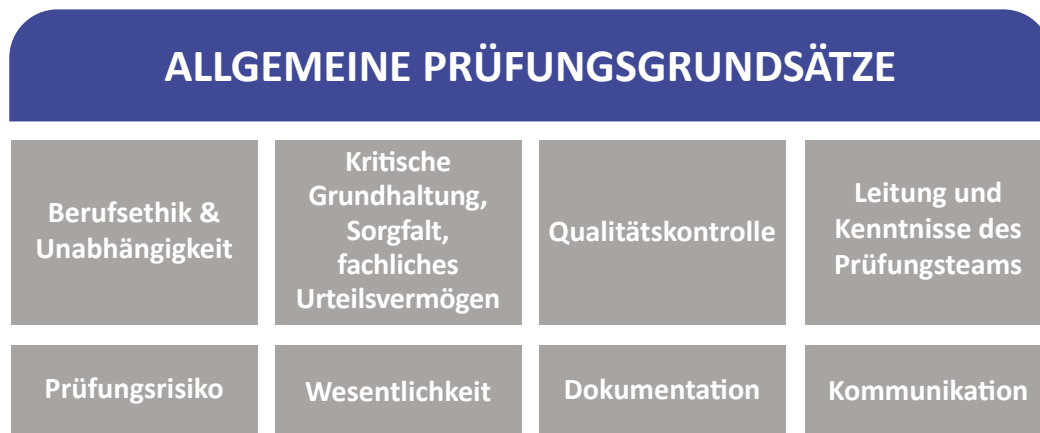 ALLGEMEINE PRÜFUNGSGRUNDSÄTZE
Berufsethik &
Unabhängigkeit
Kritische
Grundhaltung,
Sorgfalt,
fachliches
Urteilsvermögen
Qualitätskontrolle
Leitung und
Kenntnisse des
Prüfungsteams
Prüfungsrisiko
Wesentlichkeit
Dokumentation
Kommunikation